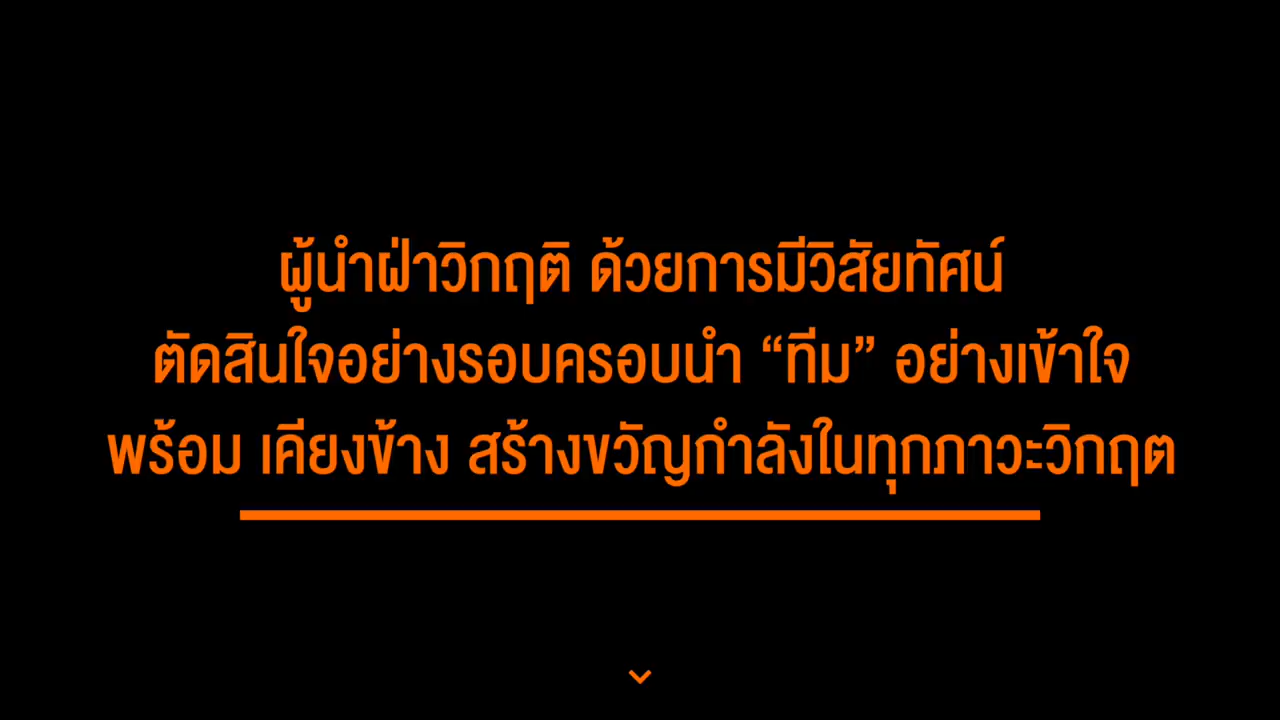 ผู้นำฝ่าวิกฤติ ด้วยการมีวิสัยทัศน์
ตัดสินใจอย่างรอบครอบนำ “ทีม” อย่างเข้าใจ
พร้อม เคียงข้าง สร้างขวัญกำลังในทุกภาวะวิกฤต